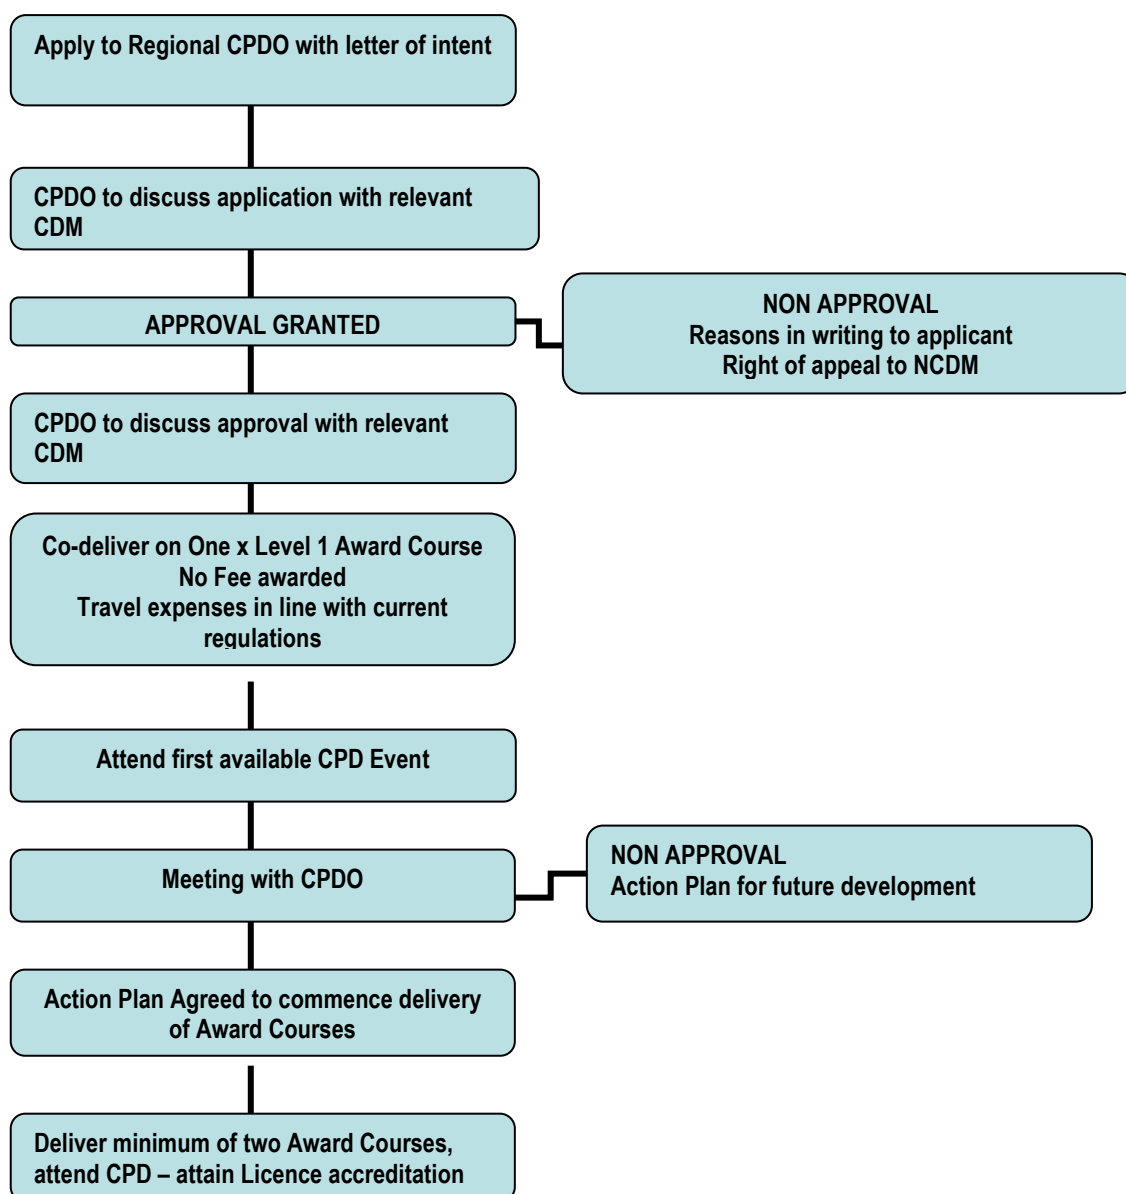 Apply to Regional CPDO with letter of intent
CPDO to discuss application with relevant
CDM
APPROVAL GRANTED
NON APPROVAL
Reasons in writing to applicant
Right of appeal to NCDM
CPDO to discuss approval with relevant
CDM
Co-deliver on One x Level 1 Award Course
No Fee awarded
Travel expenses in line with current
regulations
Attend first available CPD Event
Meeting with CPDO
NON APPROVAL
Action Plan for future development
Action Plan Agreed to commence delivery
of Award Courses
Deliver minimum of two Award Courses,
attend CPD – attain Licence accreditation